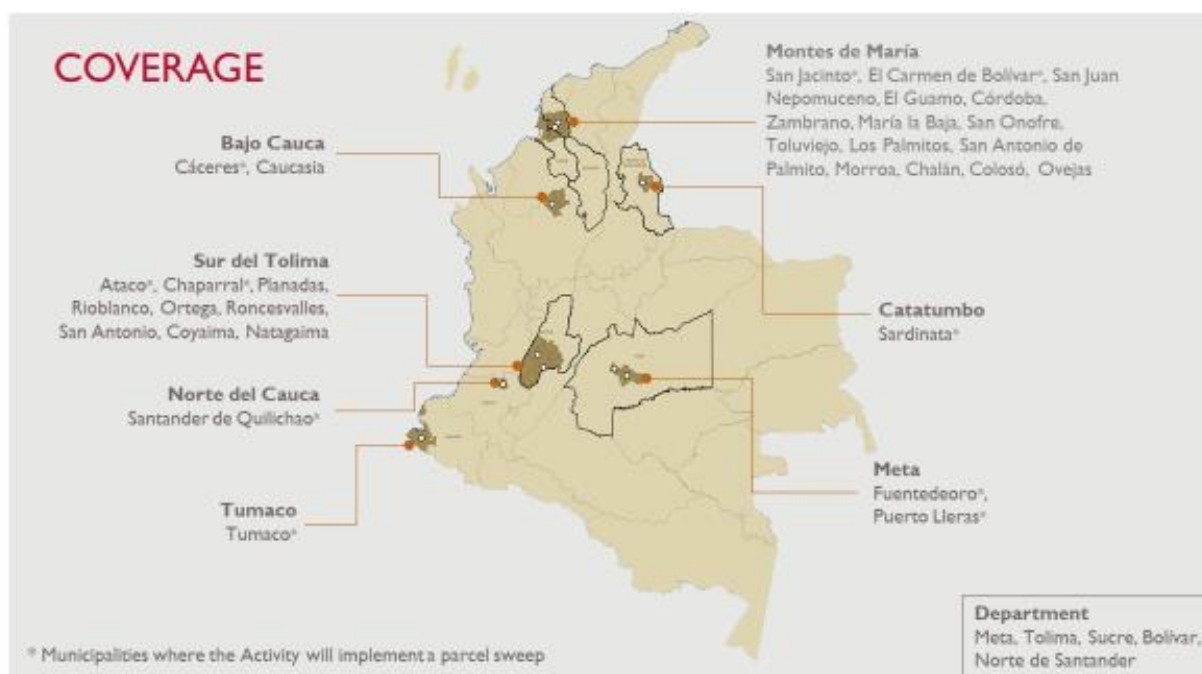 COVERAGE
Montes de María
San Jacinto*, El Carmen de Bolívar*, San Juan
Nepomuceno, El Guamo, Córdoba,
Zambrano, María la Baja, San Onofre,
Toluviejo, Los Palmitos, San Antonio de
Palmito, Morroa, Chalán, Colosó, Ovejas
Bajo Cauca
Cáceres*, Caucasia
Sur del Tolima
Ataco*, Chaparral*, Planadas,
Rioblanco, Ortega, Roncesvalles,
San Antonio, Coyaima, Natagaima
Catatumbo
Sardinata*
Norte del Cauca
Santander de Quilichao*
Meta
Fuentedeoro*,
Puerto Lleras*
Tumaco
Tumaco*
Department
Meta, Tolima, Sucre, Bolívar,
Norte de Santander
* Municipalities where the Activity will implement a parcel sweep